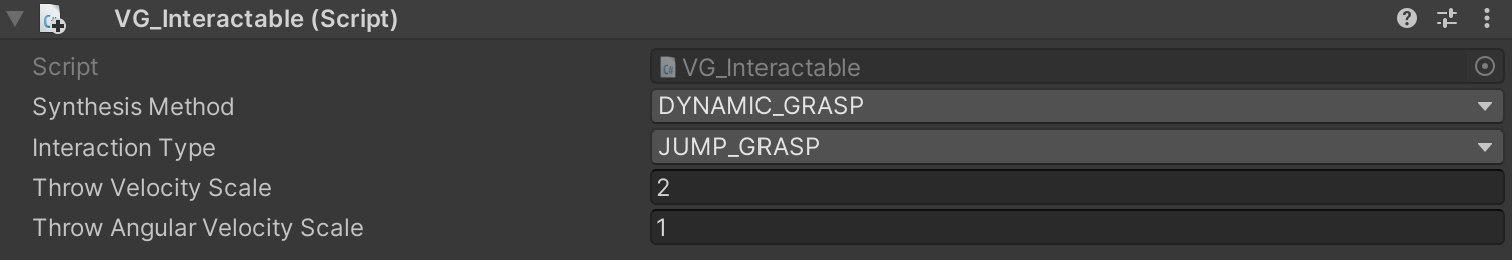 VG_Interactable (Script)
Script VG_Interactable
Synthesis Method DYNAMIC_GRASP
Interaction Type JUMP_GRASP
Throw Velocity Scale 2
Throw Angular Velocity Scale 1